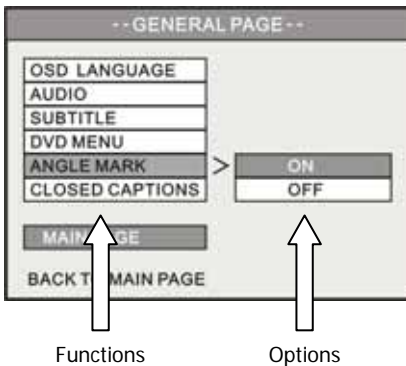 --GENERAL PAGE--
OSD LANGUAGE
AUDIO
SUBTITLE
DVD MENU
ANGLE MARK > ON
CLOSED CAPTIONS OFF
BACK TO MAIN PAGE
Functions Options